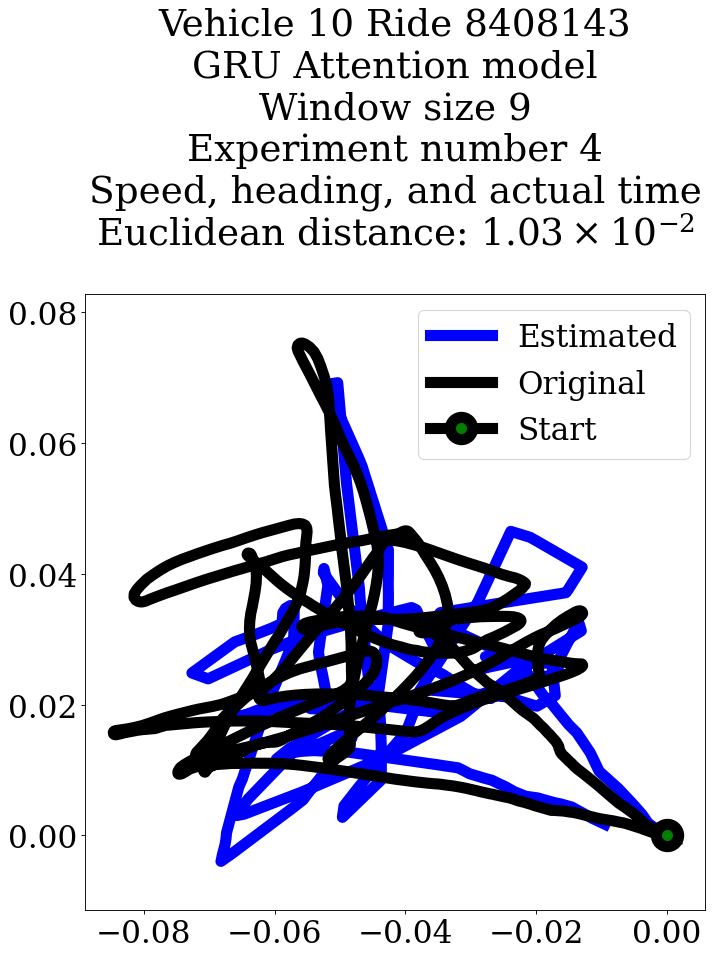 Vehicle 10 Ride 8408143
GRU Attention model
Window size 9
Experiment number 4
Speed, heading, and actual time
Euclidean distance: 1.03 × 10⁻²
0.08
0.06
0.04
0.02
0.00
Estimated
Original
Start
−0.08 −0.06 −0.04 −0.02 0.00